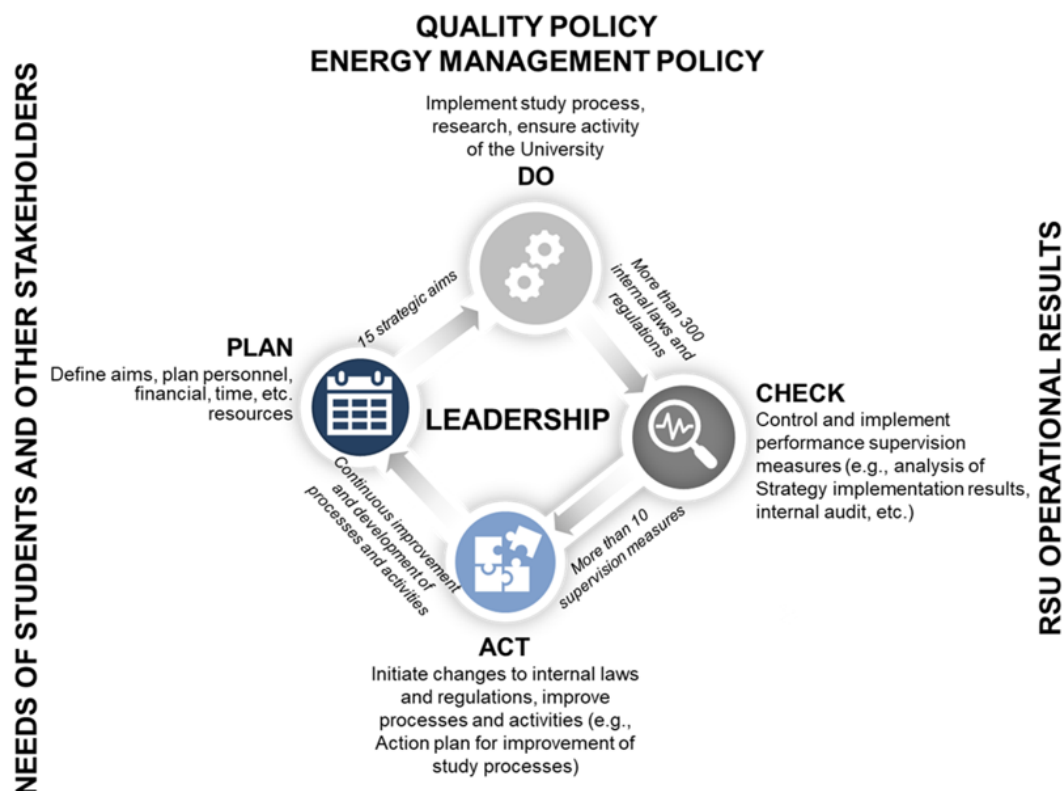 QUALITY POLICY
ENERGY MANAGEMENT POLICY
NEEDS OF STUDENTS AND OTHER STAKEHOLDERS
Implement study process,
research, ensure activity
of the University
DO
15 strategic aims
More than 300
internal laws and
regulations
PLAN
Define aims, plan personnel,
financial, time, etc.
resources
LEADERSHIP
CHECK
Control and implement
performance supervision
measures (e.g., analysis of
Strategy implementation results,
internal audit, etc.)
Continuous improvement
and development of
processes and activities
More than 10
supervision measures
ACT
Initiate changes to internal laws
and regulations, improve
processes and activities (e.g.,
Action plan for improvement of
study processes)
RSU OPERATIONAL RESULTS